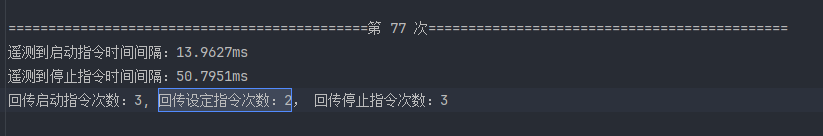 =============================================第 77 次=============================================
遥测到启动指令时间间隔：13.9627ms
遥测到停止指令时间间隔：50.7951ms
回传启动指令次数：3, 回传设定指令次数：2, 回传停止指令次数：3